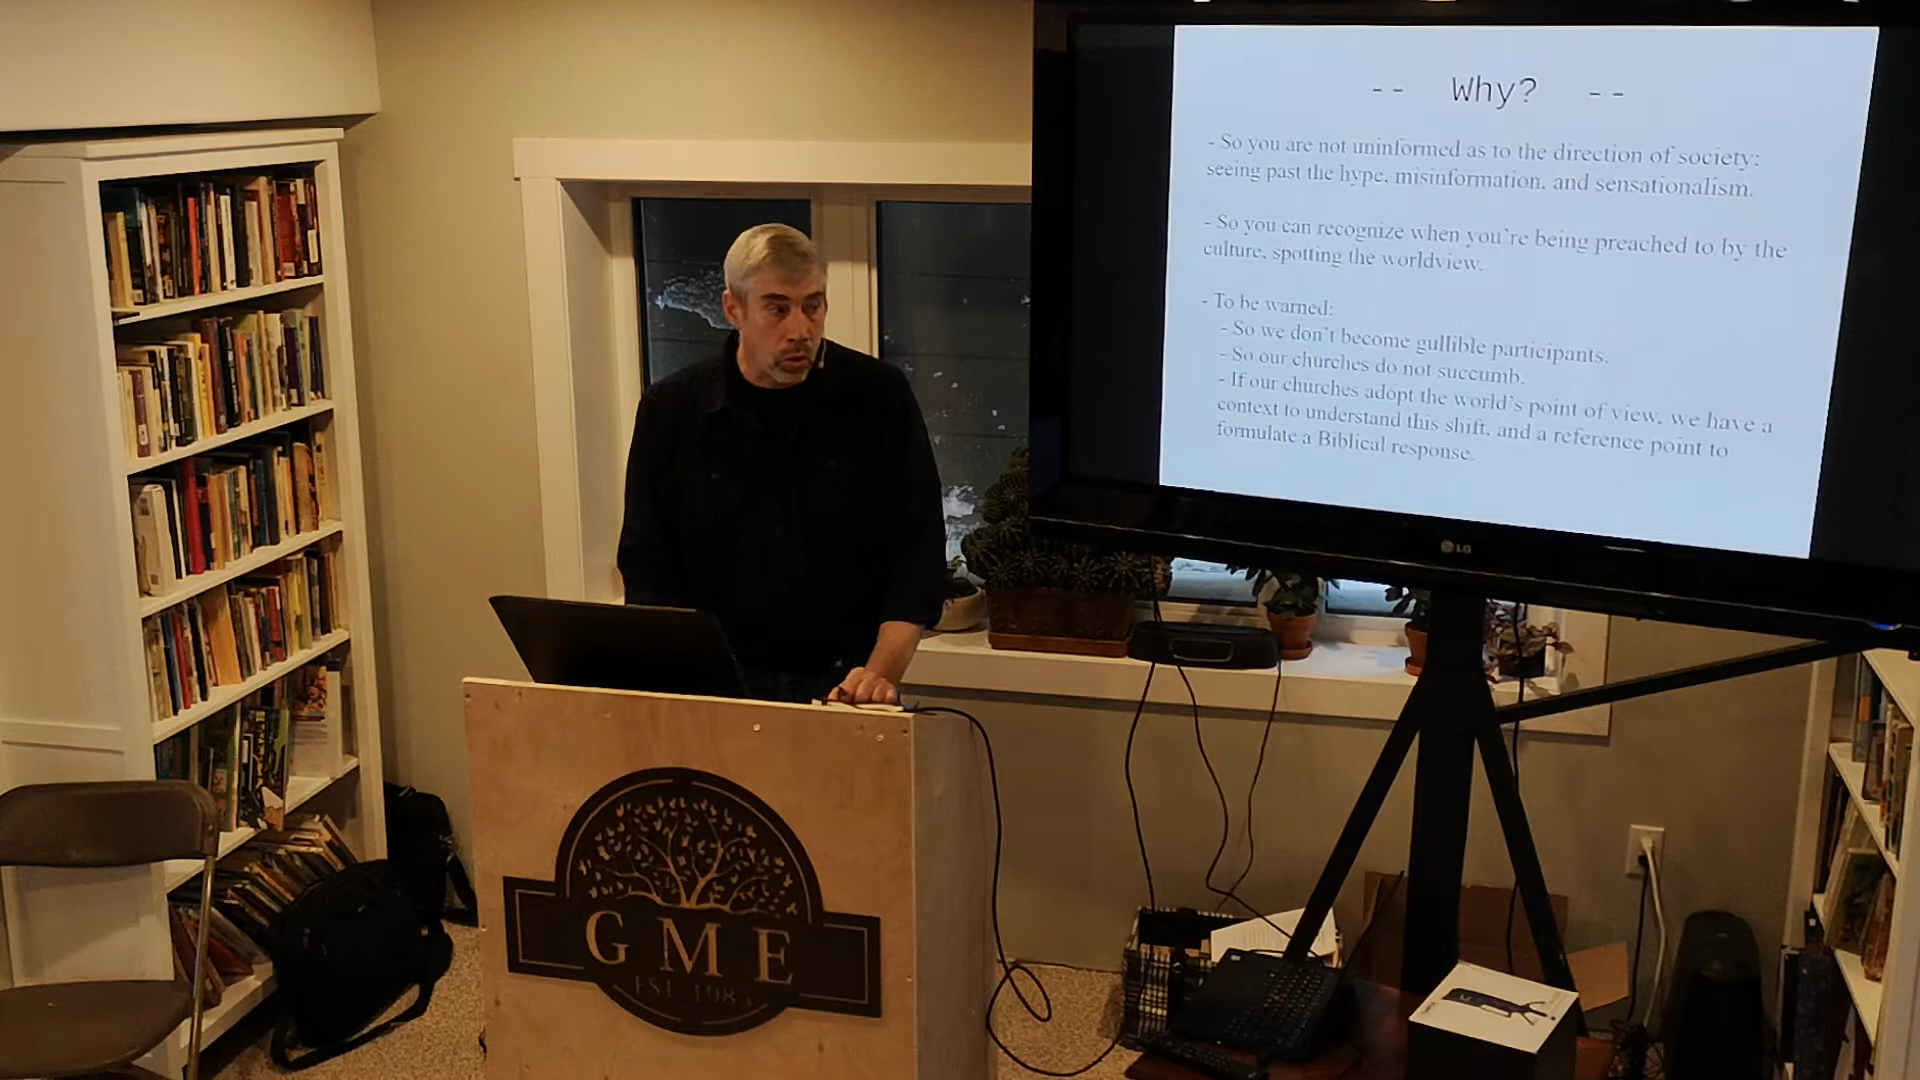 -- Why? --
- So you are not uninformed as to the direction of society:
seeing past the hype, misinformation, and sensationalism.
- So you can recognize when you're being preached to by the
culture, spotting the worldview.
- To be warned:
- So we don't become gullible participants.
- So our churches do not succumb.
- If our churches adopt the world's point of view, we have a
context to understand this shift, and a reference point to
formulate a Biblical response.
LG
GME
EST 1985